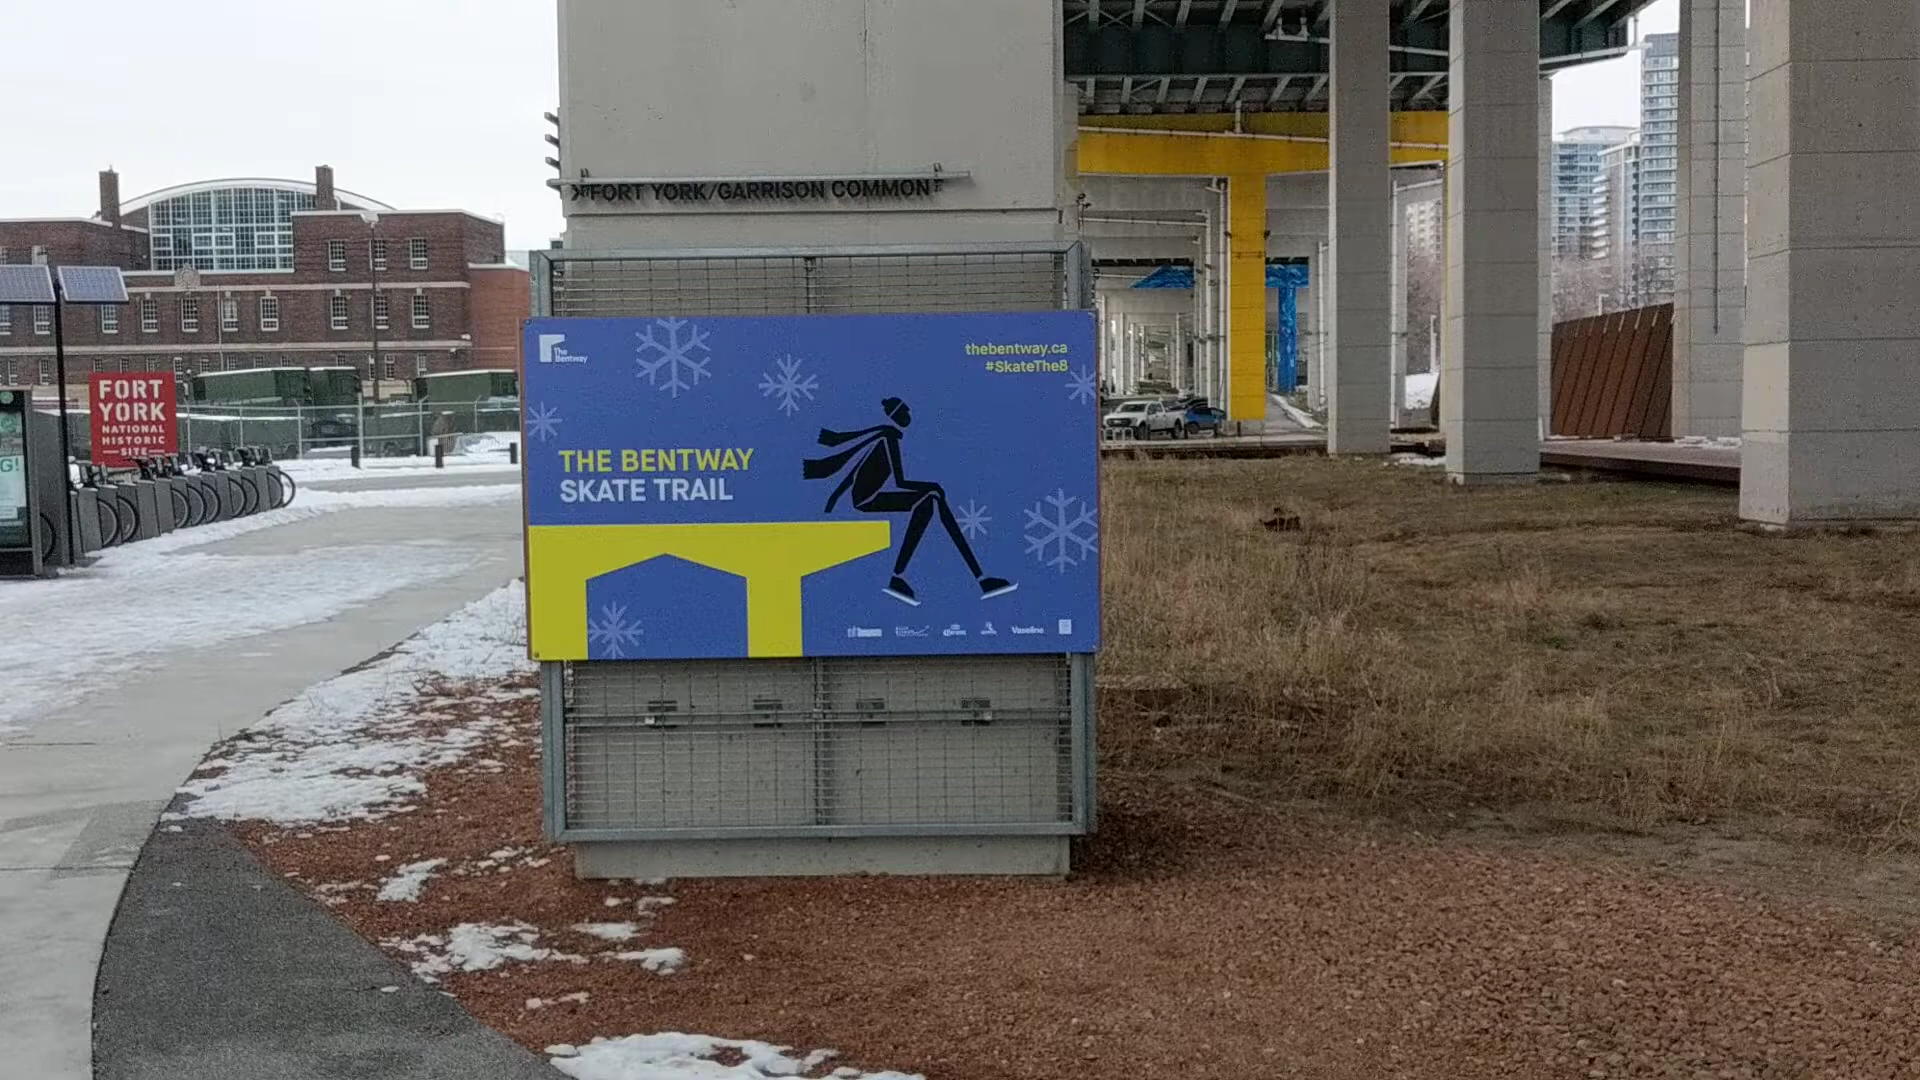 FORT YORK/GARRISON COMMON
The
Bentway
thebentway.ca
#SkateThe8
THE BENTWAY
SKATE TRAIL
Corona
Vaseline
FORT
YORK
NATIONAL
HISTORIC
SITE
G!